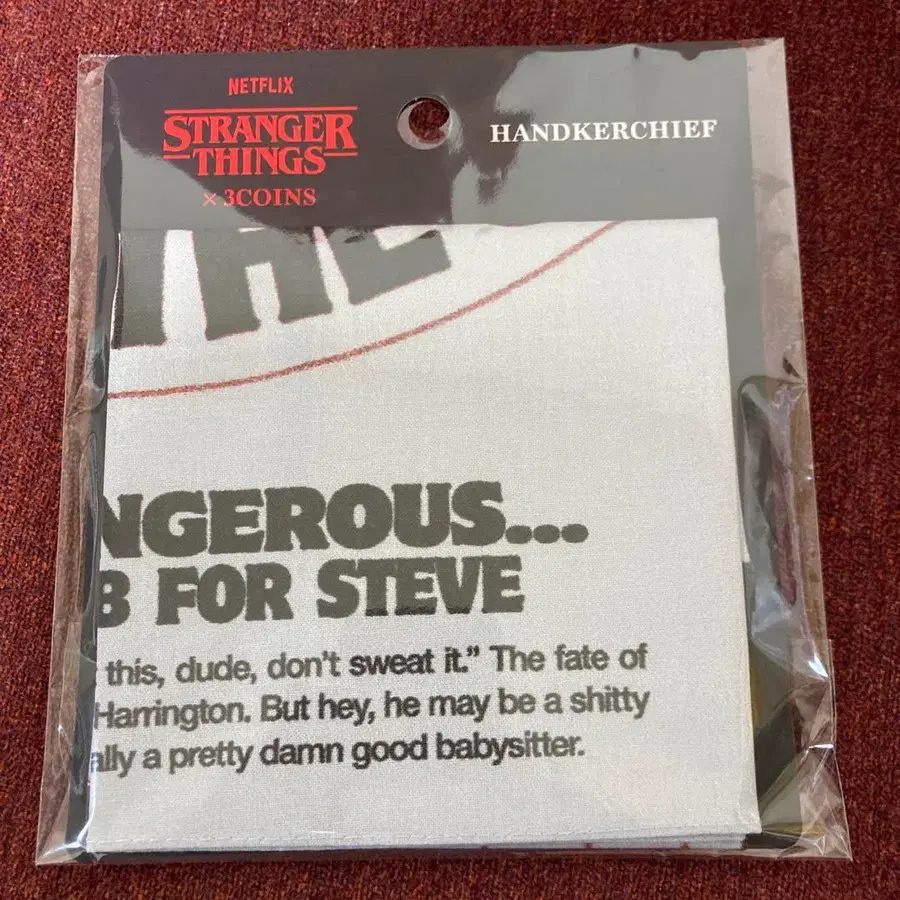 NETFLIX
STRANGER
THINGS
× 3COINS
HANDKERCHIEF
THE
NGEROUS...
B FOR STEVE
this, dude, don't sweat it." The fate of
Harrington. But hey, he may be a shitty
ally a pretty damn good babysitter.